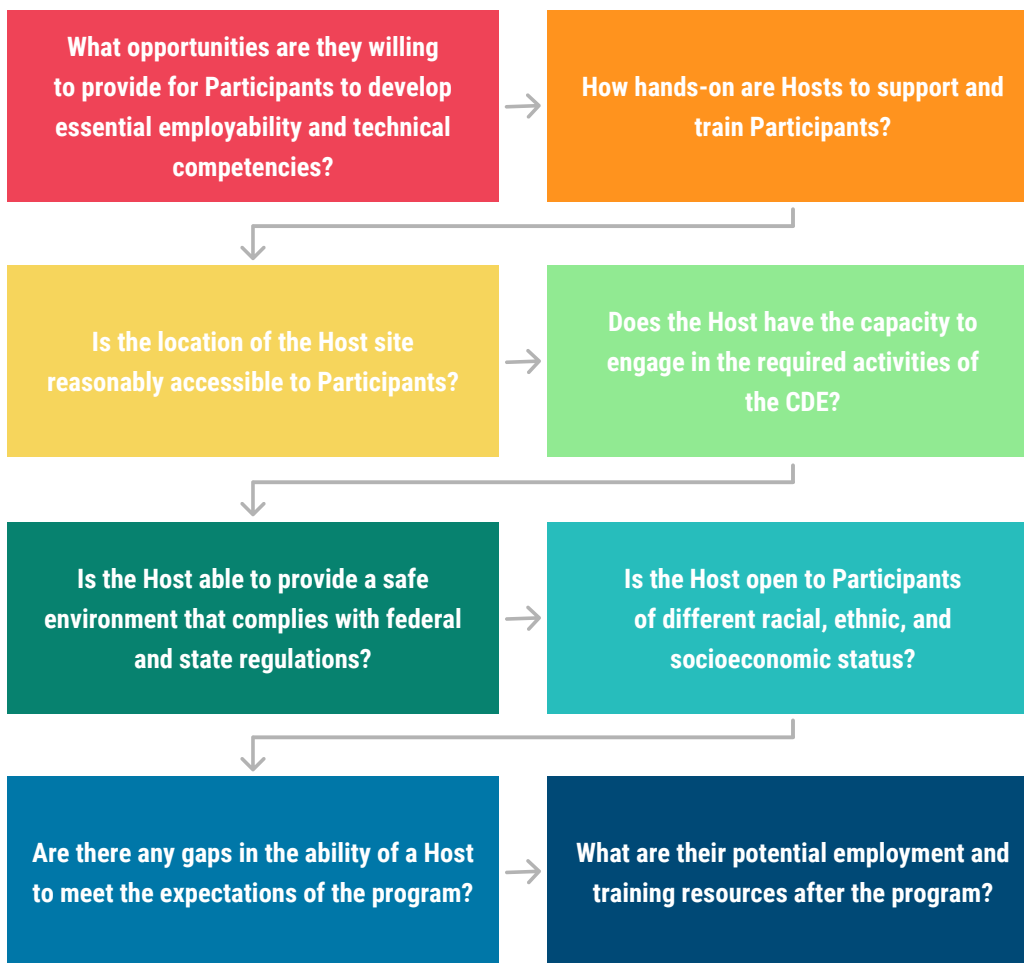 What opportunities are they willing
to provide for Participants to develop
essential employability and technical
competencies?
How hands-on are Hosts to support and
train Participants?
Is the location of the Host site
reasonably accessible to Participants?
Does the Host have the capacity to
engage in the required activities of
the CDE?
Is the Host able to provide a safe
environment that complies with federal
and state regulations?
Is the Host open to Participants
of different racial, ethnic, and
socioeconomic status?
Are there any gaps in the ability of a Host
to meet the expectations of the program?
What are their potential employment and
training resources after the program?